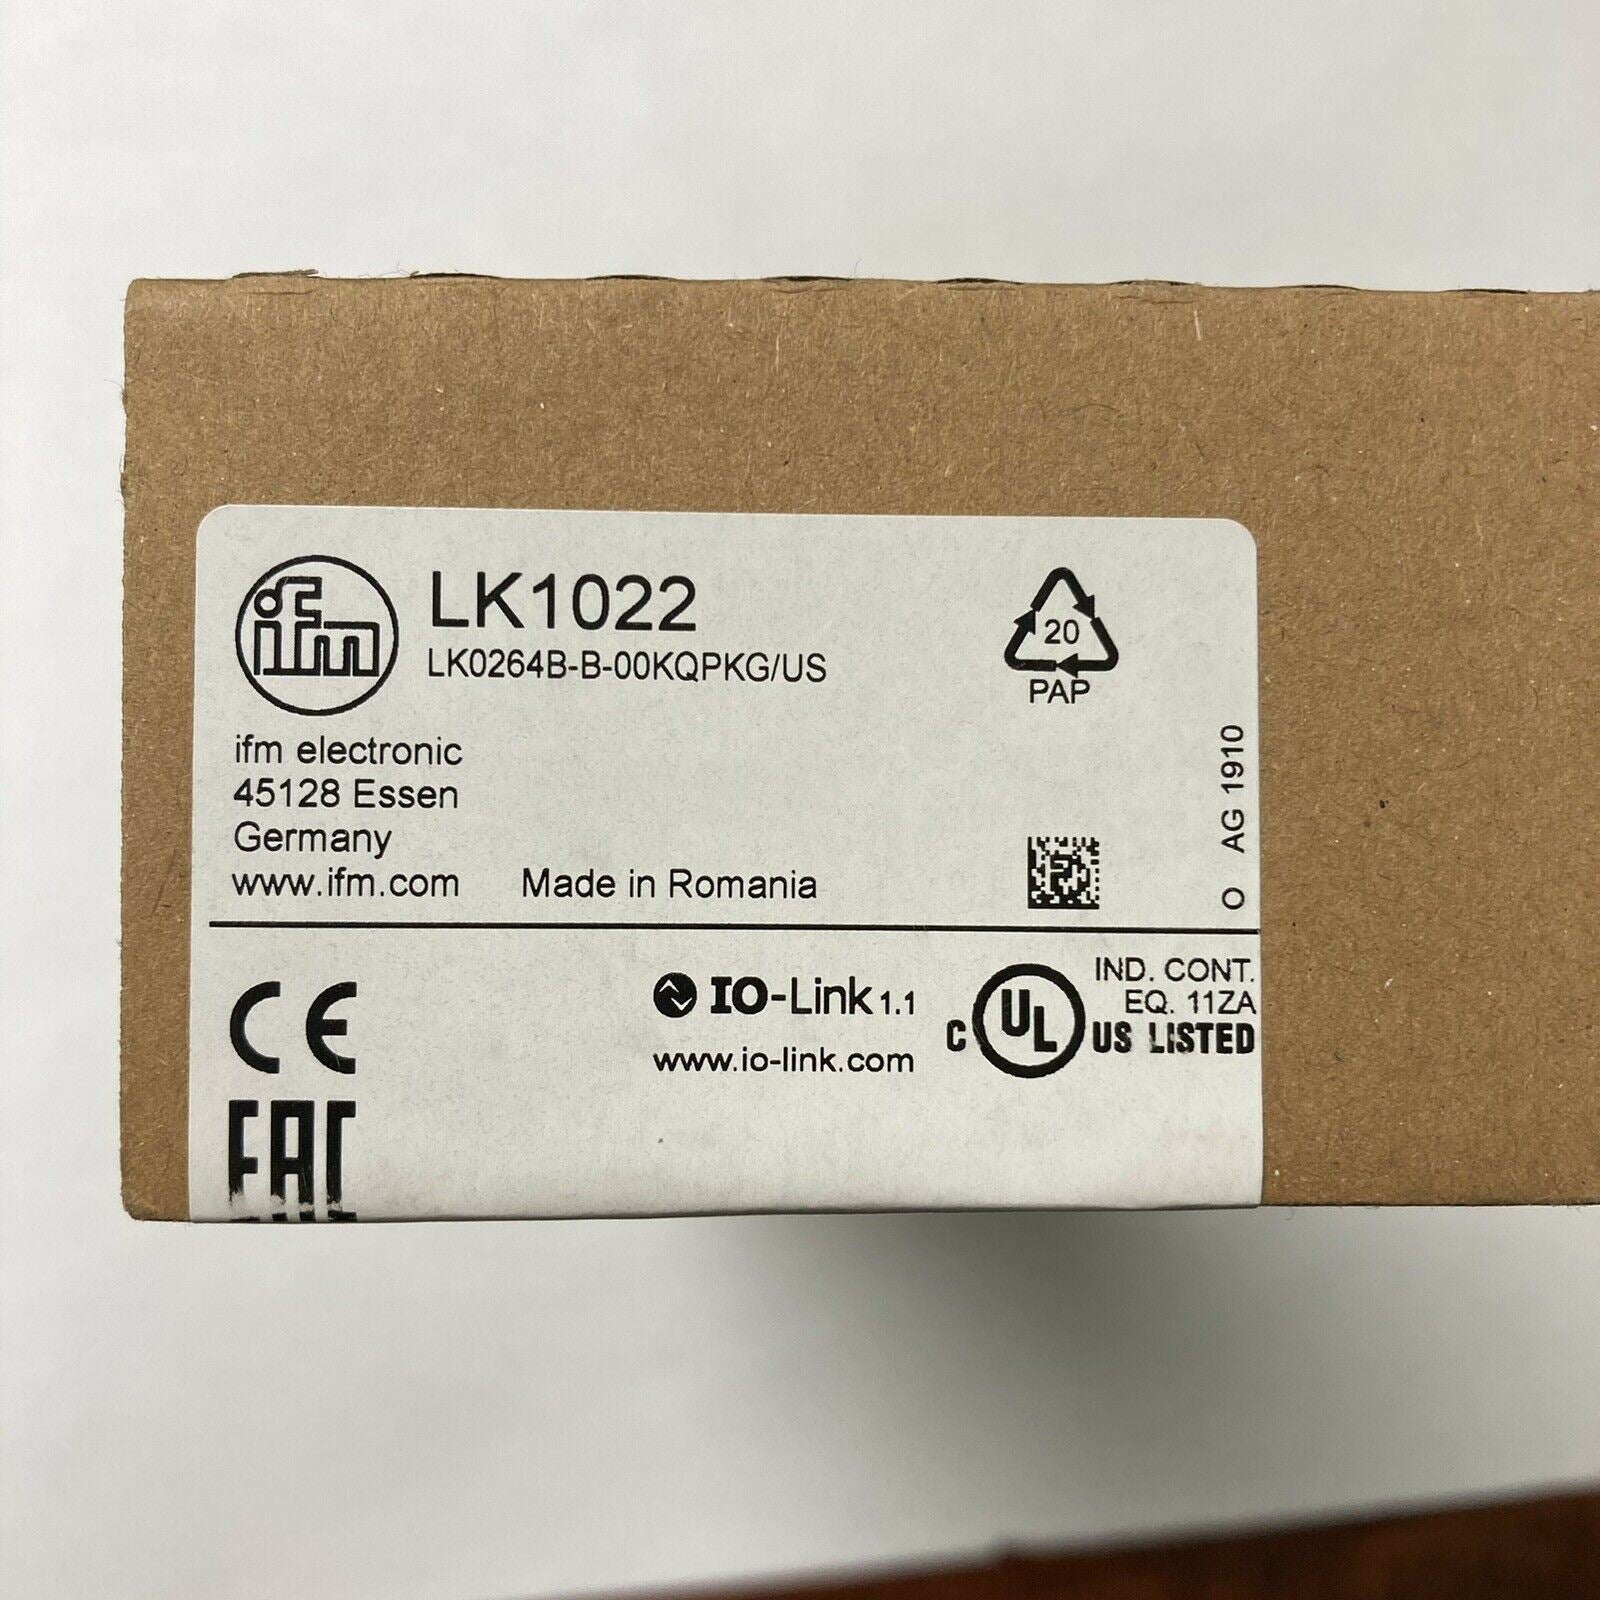 ifm
LK1022
LK0264B-B-00KQPKG/US
20
PAP
ifm electronic
45128 Essen
Germany
www.ifm.com
Made in Romania
O AG 1910
CE
IO-Link 1.1
www.io-link.com
C UL US LISTED
IND. CONT.
EQ. 11ZA
EAC